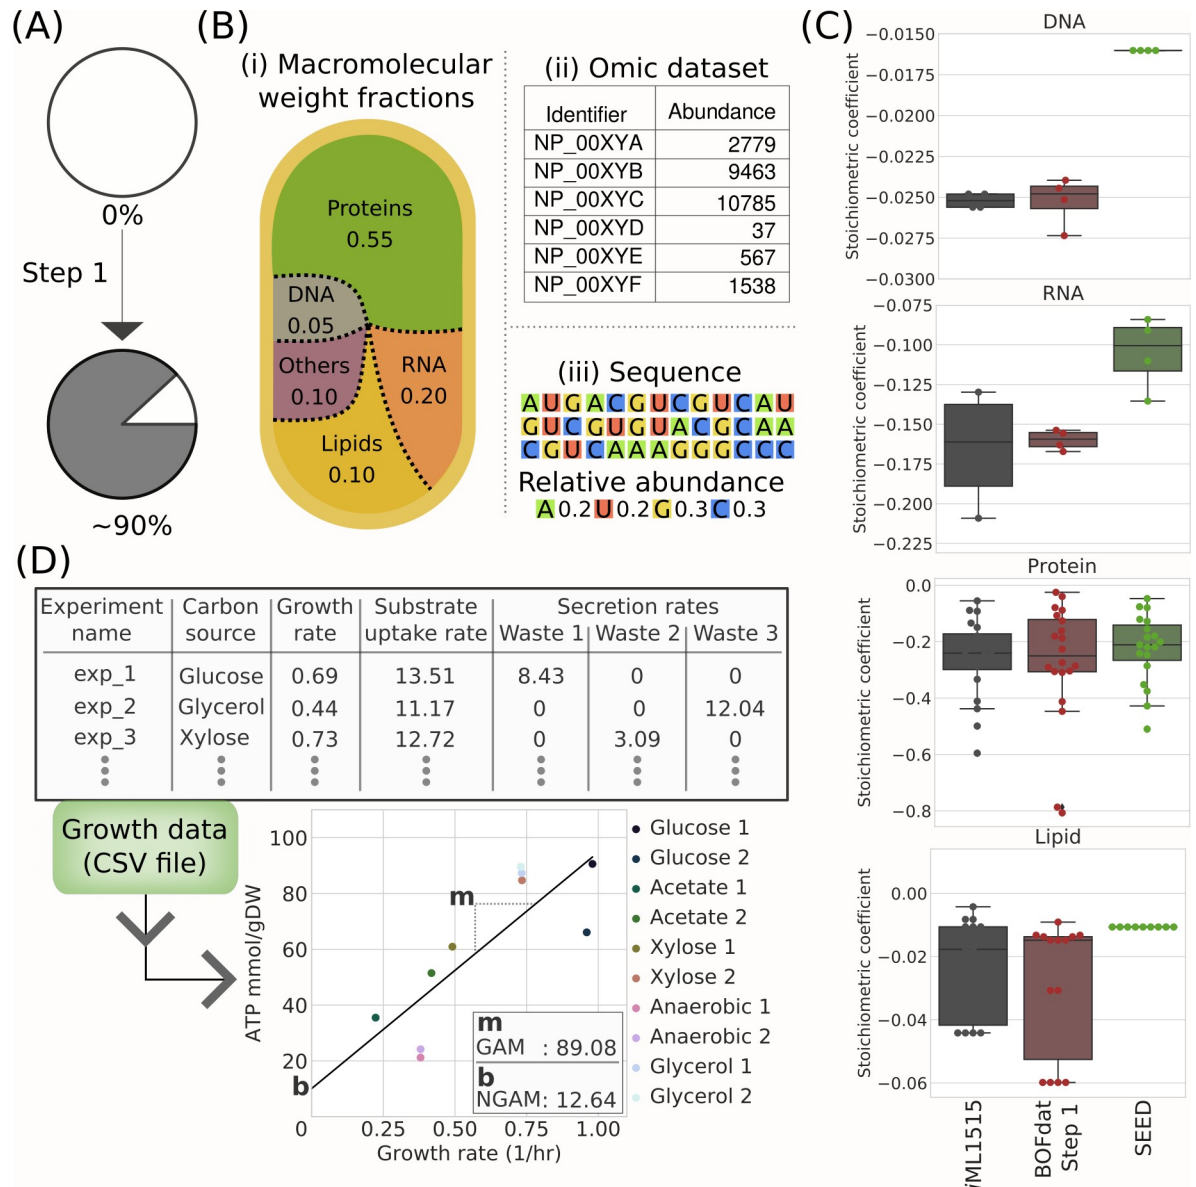 (A)
0%
Step 1
~90%
(B)
(i) Macromolecular
weight fractions
Proteins
0.55
DNA
0.05
Others
0.10
RNA
0.20
Lipids
0.10
(ii) Omic dataset
Identifier Abundance
NP_00XYA 2779
NP_00XYB 9463
NP_00XYC 10785
NP_00XYD 37
NP_00XYE 567
NP_00XYF 1538
(iii) Sequence
AUGACGUCGUCAU
GUCGUGUACGCAA
CGUCAAAGGGCCC
Relative abundance
A 0.2 U 0.2 G 0.3 C 0.3
(C)
DNA
Stoichiometric coefficient
−0.0150
−0.0175
−0.0200
−0.0225
−0.0250
−0.0275
−0.0300
RNA
Stoichiometric coefficient
−0.075
−0.100
−0.125
−0.150
−0.175
−0.200
−0.225
Protein
Stoichiometric coefficient
0.0
−0.2
−0.4
−0.6
−0.8
Lipid
Stoichiometric coefficient
0.00
−0.02
−0.04
−0.06
iML1515
BOFdat
Step 1
SEED
(D)
Experiment name Carbon source Growth rate Substrate uptake rate Secretion rates
Waste 1 Waste 2 Waste 3
exp_1 Glucose 0.69 13.51 8.43 0 0
exp_2 Glycerol 0.44 11.17 0 0 12.04
exp_3 Xylose 0.73 12.72 0 3.09 0
Growth data
(CSV file)
ATP mmol/gDW
100
80
60
40
20
m
b
m
GAM : 89.08
b
NGAM: 12.64
0 0.25 0.50 0.75 1.00
Growth rate (1/hr)
Glucose 1
Glucose 2
Acetate 1
Acetate 2
Xylose 1
Xylose 2
Anaerobic 1
Anaerobic 2
Glycerol 1
Glycerol 2